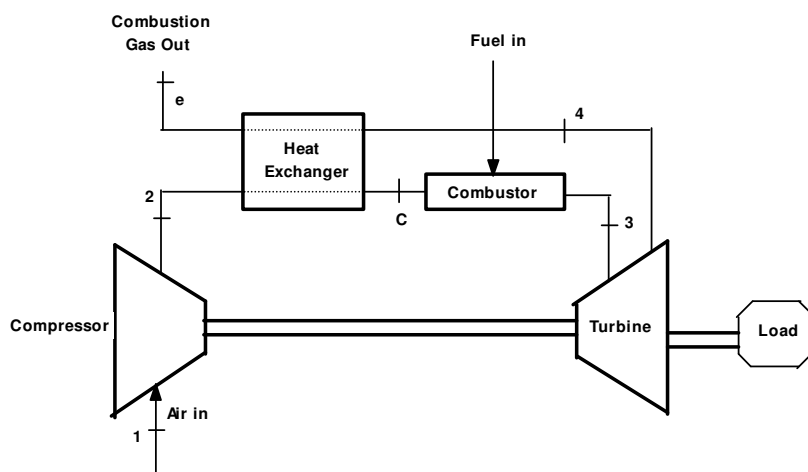 Combustion
Gas Out
Fuel in
e
4
Heat
Exchanger
2
Combustor
C
3
Compressor
Turbine
Load
Air in
1